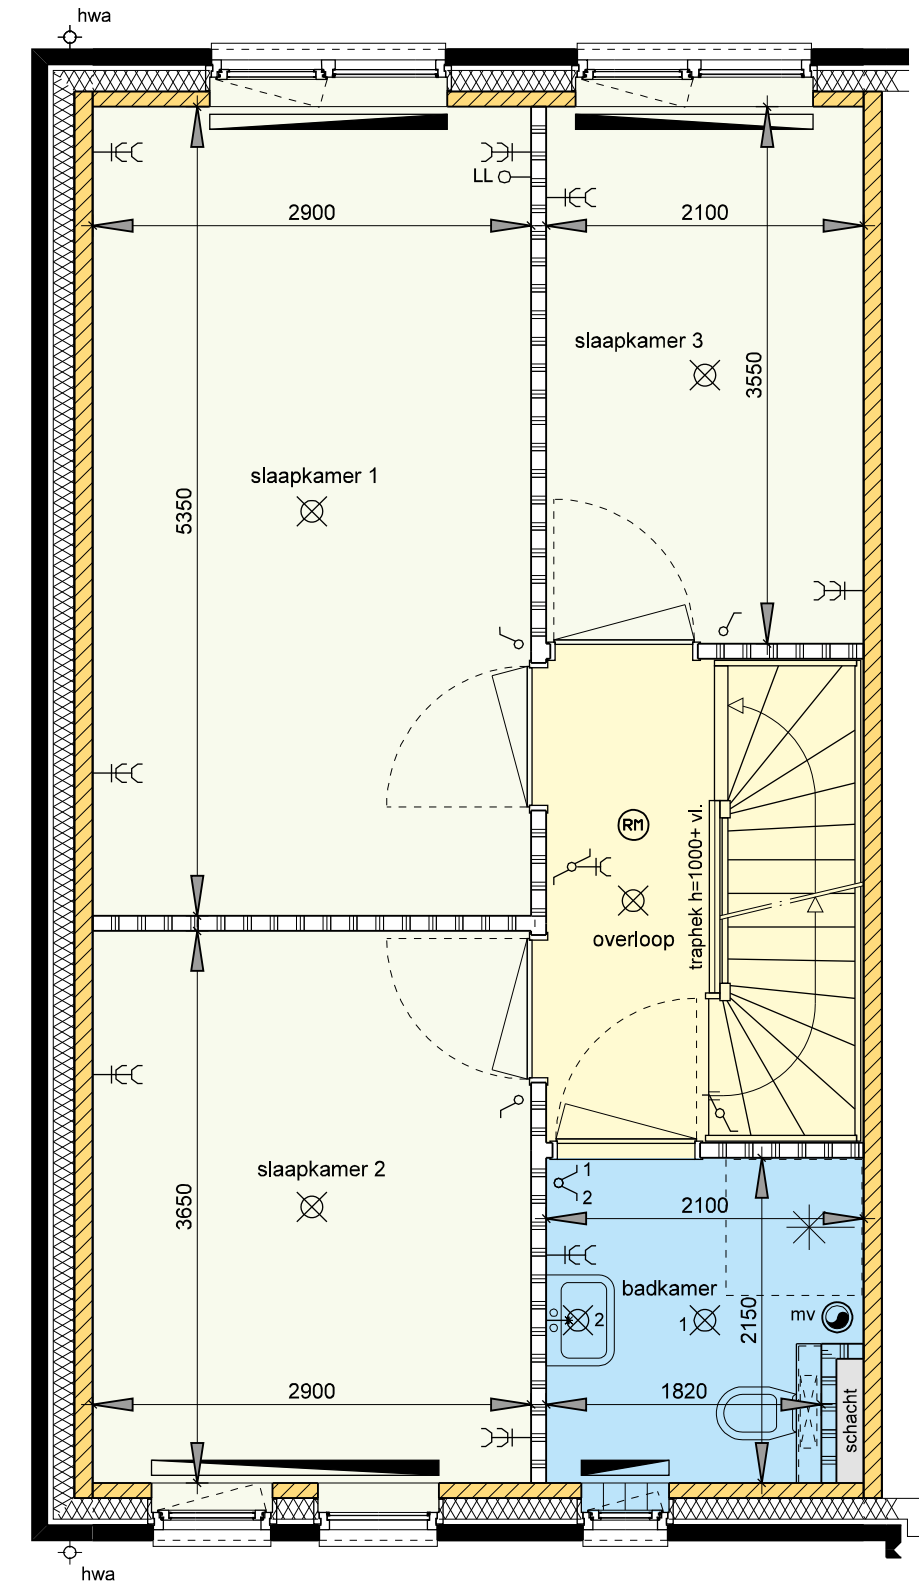 hwa
LL
2900
2100
slaapkamer 3
3550
slaapkamer 1
5350
RM
traphek h=1000+ vl.
overloop
slaapkamer 2
3650
1
2
2100
badkamer
mv
2
1
2150
2900
1820
schacht
hwa